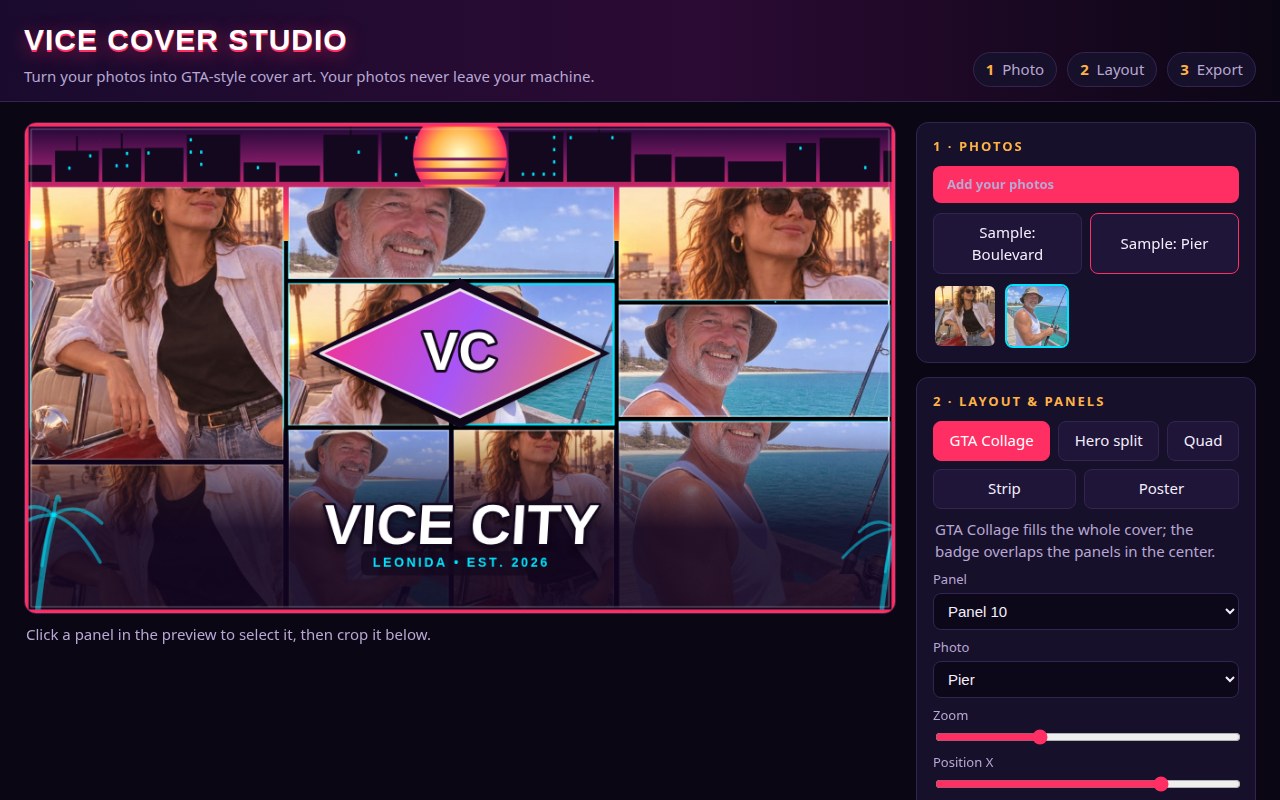 VICE COVER STUDIO
Turn your photos into GTA-style cover art. Your photos never leave your machine.
1 Photo
2 Layout
3 Export
VC
VICE CITY
LEONIDA • EST. 2026
Click a panel in the preview to select it, then crop it below.
1 · PHOTOS
Add your photos
Sample:
Boulevard
Sample: Pier
2 · LAYOUT & PANELS
GTA Collage
Hero split
Quad
Strip
Poster
GTA Collage fills the whole cover; the
badge overlaps the panels in the center.
Panel
Panel 10
Photo
Pier
Zoom
Position X